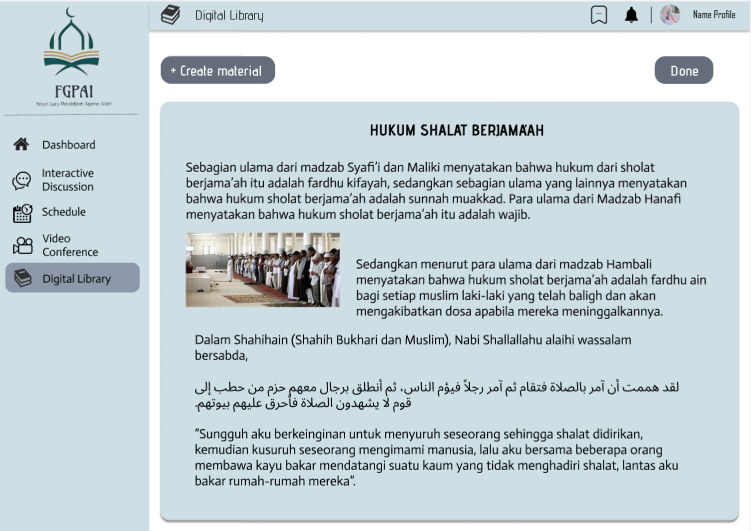 Digital Library
Name Profile
FGPAI
Forum Guru Pendidikan Agama Islam
Dashboard
Interactive
Discussion
Schedule
Video
Conference
Digital Library
+ Create material
Done
HUKUM SHALAT BERJAMA'AH
Sebagian ulama dari madzab Syafi'i dan Maliki menyatakan bahwa hukum dari sholat
berjama'ah itu adalah fardhu kifayah, sedangkan sebagian ulama yang lainnya menyatakan
bahwa hukum sholat berjama'ah adalah sunnah muakkad. Para ulama dari Madzab Hanafi
menyatakan bahwa hukum sholat berjama'ah itu adalah wajib.
Sedangkan menurut para ulama dari madzab Hambali
menyatakan bahwa hukum sholat berjama'ah adalah fardhu ain
bagi setiap muslim laki-laki yang telah baligh dan akan
mengakibatkan dosa apabila mereka meninggalkannya.
Dalam Shahihain (Shahih Bukhari dan Muslim), Nabi Shallallahu alaihi wassalam
bersabda,
لقد هممت أن آمر بالصلاة فتقام ثم آمر رجلاً فيؤم الناس، ثم أنطلق برجال معهم حزم من حطب إلى
قوم لا يشهدون الصلاة فأحرق عليهم بيوتهم.
"Sungguh aku berkeinginan untuk menyuruh seseorang sehingga shalat didirikan,
kemudian kusuruh seseorang mengimami manusia, lalu aku bersama beberapa orang
membawa kayu bakar mendatangi suatu kaum yang tidak menghadiri shalat, lantas aku
bakar rumah-rumah mereka".